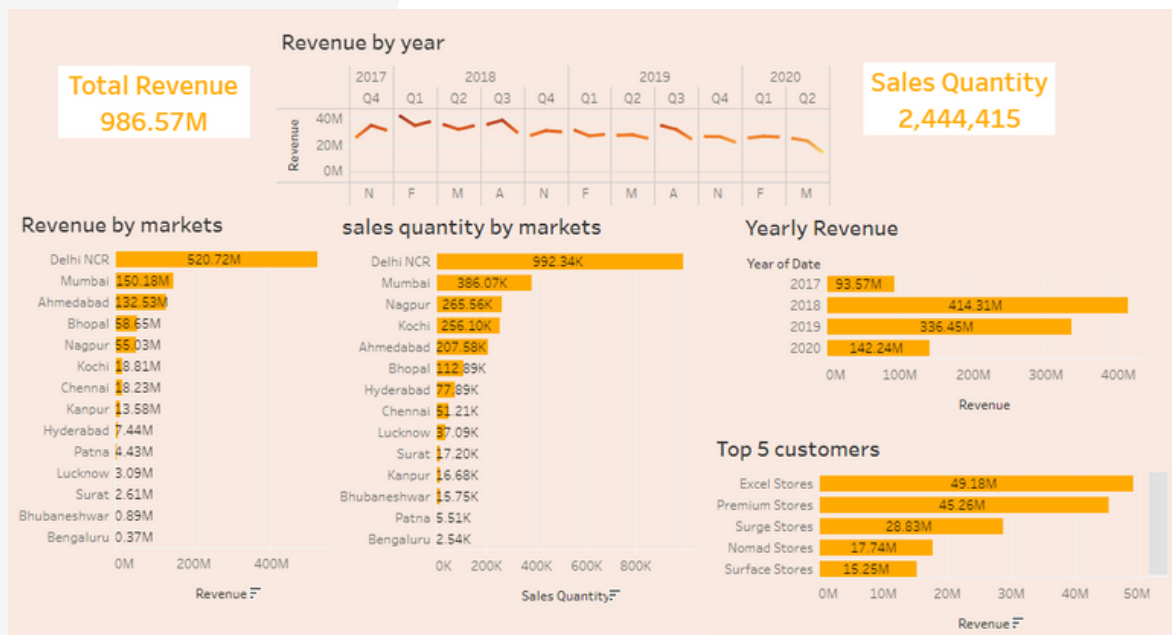 Revenue by year
Total Revenue
986.57M
Sales Quantity
2,444,415
2017 2018 2019 2020
Q4 Q1 Q2 Q3 Q4 Q1 Q2 Q3 Q4 Q1 Q2
Revenue
40M
20M
0M
N F M A N F M A N F M
Revenue by markets
Delhi NCR 520.72M
Mumbai 150.18M
Ahmedabad 132.53M
Bhopal 58.65M
Nagpur 55.03M
Kochi 18.81M
Chennai 18.23M
Kanpur 13.58M
Hyderabad 7.44M
Patna 4.43M
Lucknow 3.09M
Surat 2.61M
Bhubaneshwar 0.89M
Bengaluru 0.37M
0M 200M 400M
Revenue
sales quantity by markets
Delhi NCR 992.34K
Mumbai 386.07K
Nagpur 265.56K
Kochi 256.10K
Ahmedabad 207.58K
Bhopal 112.89K
Hyderabad 77.89K
Chennai 51.21K
Lucknow 37.09K
Surat 17.20K
Kanpur 16.68K
Bhubaneshwar 15.75K
Patna 5.51K
Bengaluru 2.54K
0K 200K 400K 600K 800K
Sales Quantity
Yearly Revenue
Year of Date
2017 93.57M
2018 414.31M
2019 336.45M
2020 142.24M
0M 100M 200M 300M 400M
Revenue
Top 5 customers
Excel Stores 49.18M
Premium Stores 45.26M
Surge Stores 28.83M
Nomad Stores 17.74M
Surface Stores 15.25M
0M 10M 20M 30M 40M 50M
Revenue